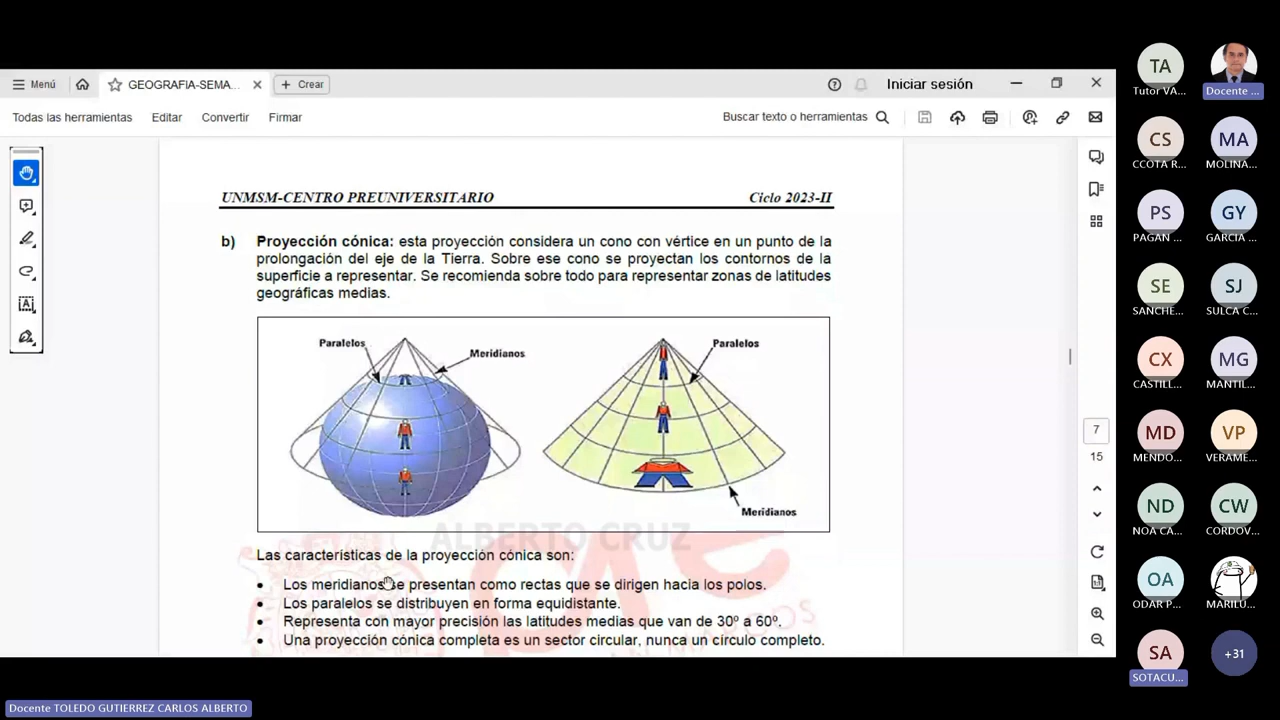 Menú
GEOGRAFIA-SEMA...
Crear
Iniciar sesión
Todas las herramientas
Editar
Convertir
Firmar
Buscar texto o herramientas
UNMSM-CENTRO PREUNIVERSITARIO
Ciclo 2023-II
b) Proyección cónica: esta proyección considera un cono con vértice en un punto de la
prolongación del eje de la Tierra. Sobre ese cono se proyectan los contornos de la
superficie a representar. Se recomienda sobre todo para representar zonas de latitudes
geográficas medias.
Paralelos
Meridianos
Paralelos
Meridianos
ALBERTO CRUZ
Las características de la proyección cónica son:
• Los meridianos se presentan como rectas que se dirigen hacia los polos.
• Los paralelos se distribuyen en forma equidistante.
• Representa con mayor precisión las latitudes medias que van de 30º a 60º.
• Una proyección cónica completa es un sector circular, nunca un círculo completo.
7
15
TA
Tutor VA...
Docente ...
CS
CCOTA R...
MA
MOLINA...
PS
PAGAN ...
GY
GARCIA ...
SE
SANCHE...
SJ
SULCA C...
CX
CASTILL...
MG
MANTIL...
MD
MENDO...
VP
VERAME...
ND
NOA CA...
CW
CORDOV...
OA
ODAR P...
MARILÚ...
SA
SOTACU...
+31
Docente TOLEDO GUTIERREZ CARLOS ALBERTO